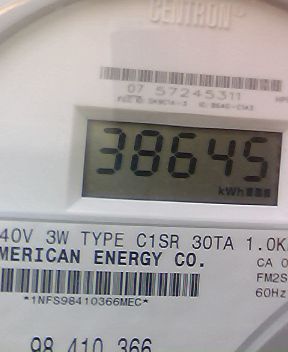 CENTRON
07 57245311
38645
kWh
40V 3W TYPE C1SR 30TA 1.0K
MERICAN ENERGY CO.
CA 0
FM2S
60Hz
*1NFS98410366MEC*
98 410 366